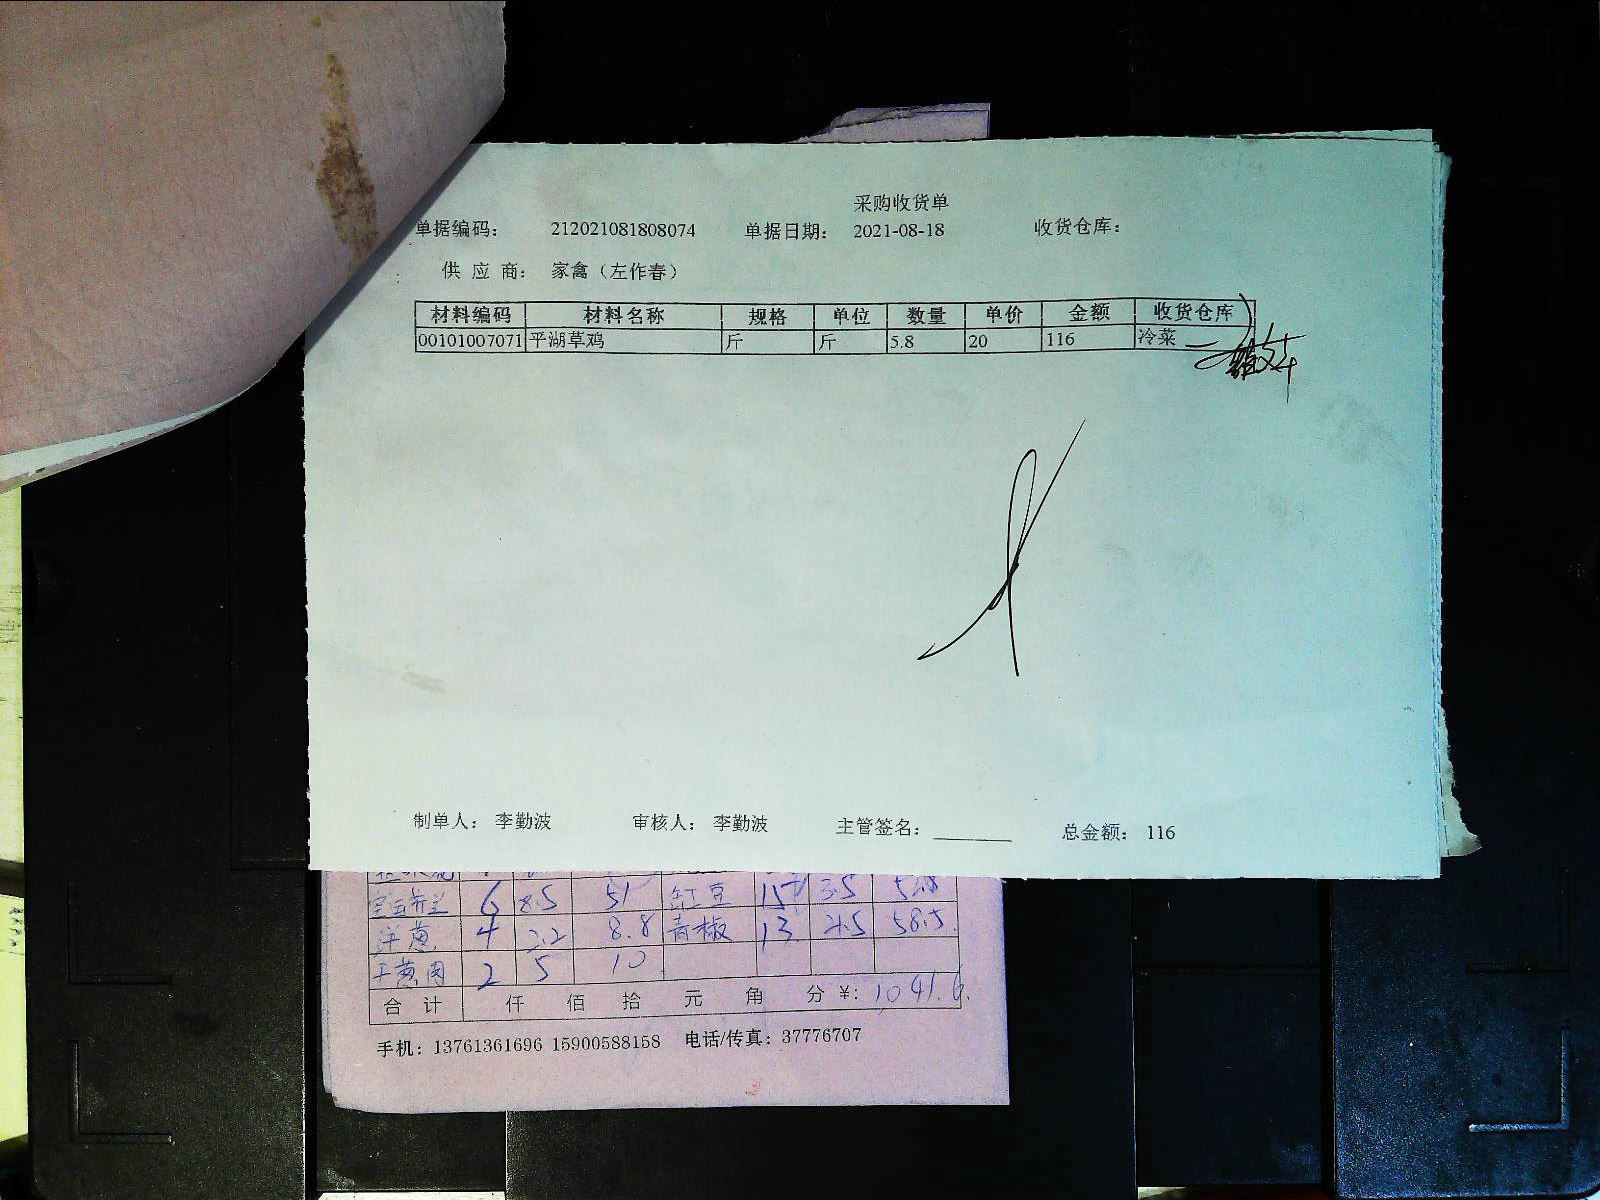 采购收货单
单据编码： 212021081808074 单据日期： 2021-08-18 收货仓库：
供 应 商： 家禽（左作春）
材料编码 材料名称 规格 单位 数量 单价 金额 收货仓库
00101007071 平湖草鸡 斤 斤 5.8 20 116 冷菜
制单人： 李勤波 审核人： 李勤波 主管签名： 总金额： 116
6 8.5 51 豇豆 15 3.5
洋葱 4 2.2 8.8 青椒 13 4.5 58.5
2 5 10
合 计 仟 佰 拾 元 角 分 ¥: 1041.6
手机：13761361696 15900588158 电话/传真：37776707